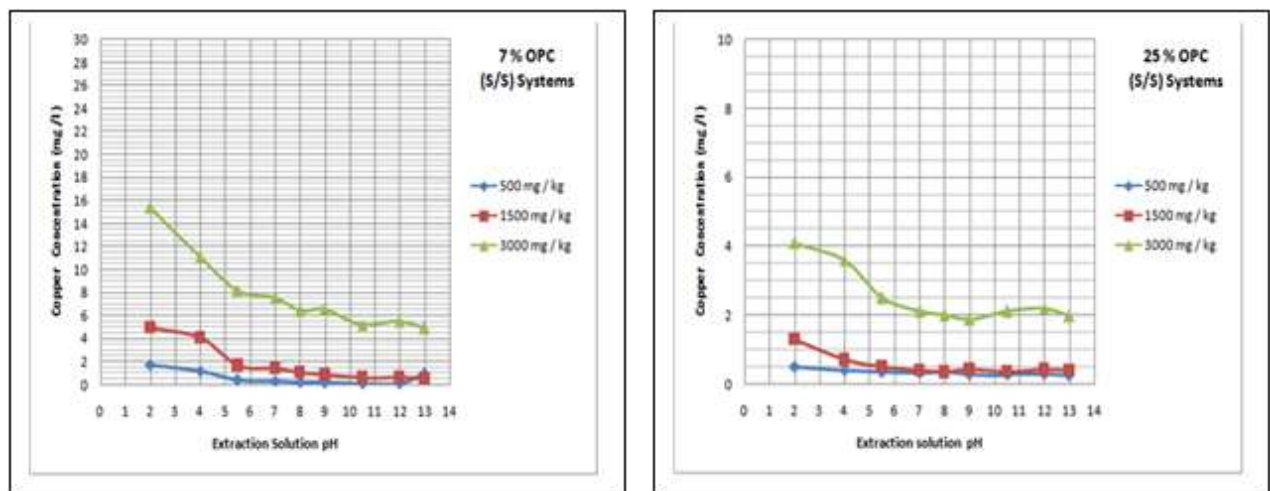 7 % OPC
(S/S) Systems
Copper Concentration (mg /l)
30
28
26
24
22
20
18
16
14
12
10
8
6
4
2
0
500 mg / kg
1500 mg / kg
3000 mg / kg
0 1 2 3 4 5 6 7 8 9 10 11 12 13 14
Extraction Solution pH
25 % OPC
(S/S) Systems
Copper Concentration (mg /l)
10
8
6
4
2
0
500 mg / kg
1500 mg / kg
3000 mg / kg
0 1 2 3 4 5 6 7 8 9 10 11 12 13 14
Extraction solution pH